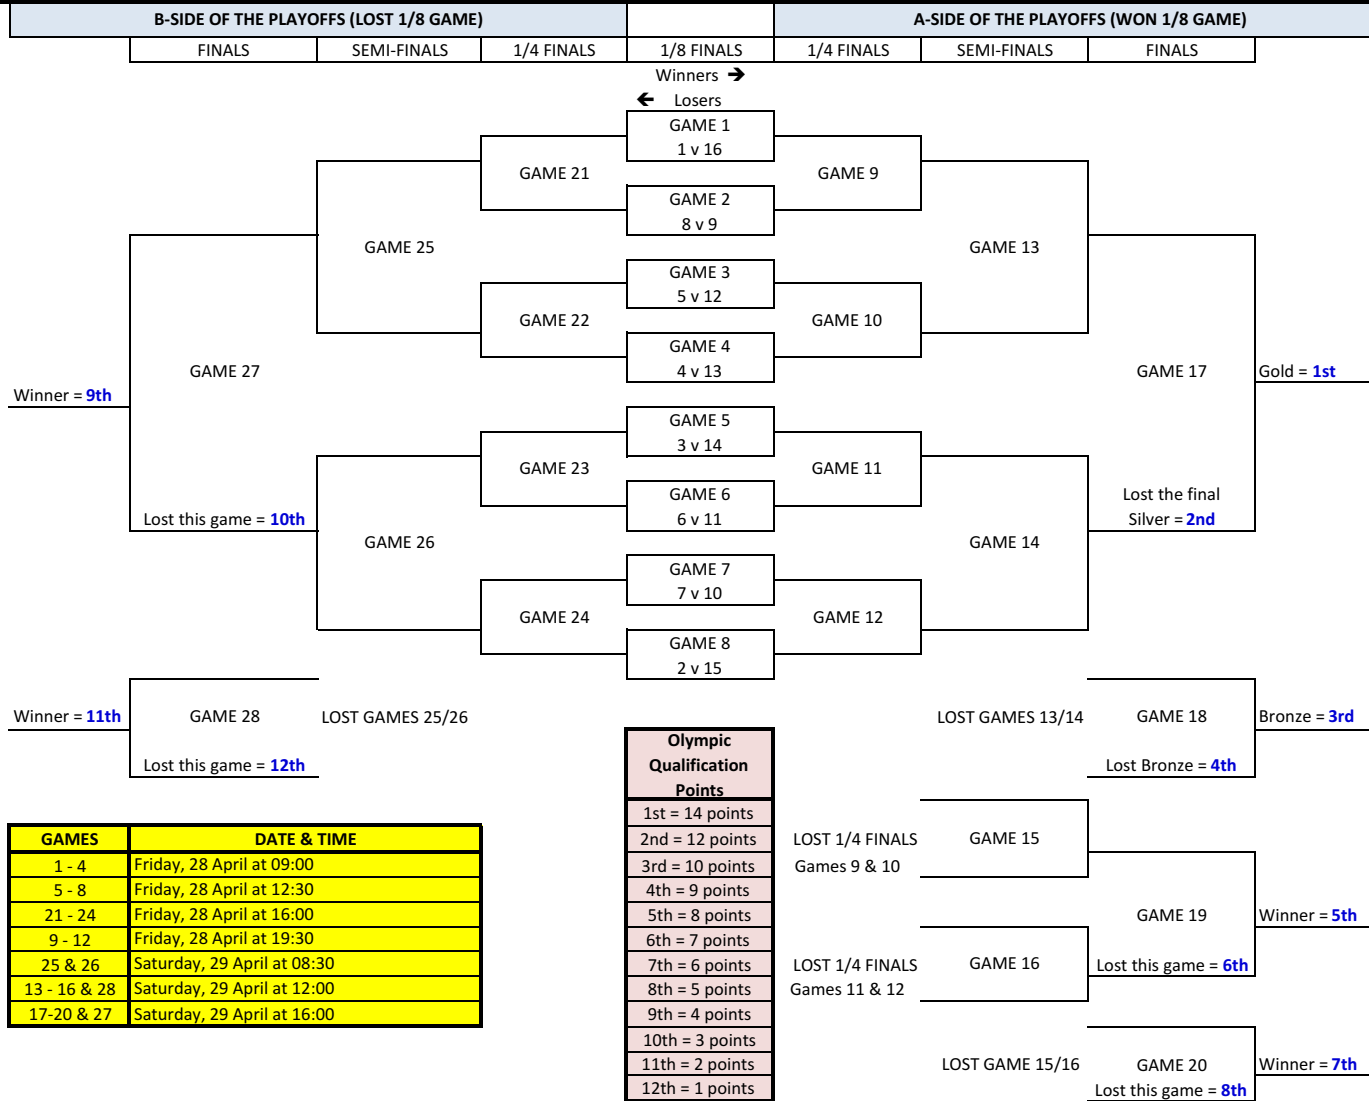 B-SIDE OF THE PLAYOFFS (LOST 1/8 GAME)
A-SIDE OF THE PLAYOFFS (WON 1/8 GAME)
FINALS
SEMI-FINALS
1/4 FINALS
1/8 FINALS
1/4 FINALS
SEMI-FINALS
FINALS
Winners →
← Losers
GAME 1
1 v 16
GAME 21
GAME 9
GAME 2
8 v 9
GAME 25
GAME 13
GAME 3
5 v 12
GAME 22
GAME 10
GAME 4
4 v 13
GAME 27
GAME 17
Gold = 1st
Winner = 9th
GAME 5
3 v 14
GAME 23
GAME 11
GAME 6
6 v 11
Lost the final
Silver = 2nd
Lost this game = 10th
GAME 26
GAME 14
GAME 7
7 v 10
GAME 24
GAME 12
GAME 8
2 v 15
Winner = 11th
GAME 28
LOST GAMES 25/26
LOST GAMES 13/14
GAME 18
Bronze = 3rd
Lost this game = 12th
Lost Bronze = 4th
Olympic
Qualification
Points
1st = 14 points
2nd = 12 points
3rd = 10 points
4th = 9 points
5th = 8 points
6th = 7 points
7th = 6 points
8th = 5 points
9th = 4 points
10th = 3 points
11th = 2 points
12th = 1 points
GAMES DATE & TIME
1 - 4 Friday, 28 April at 09:00
5 - 8 Friday, 28 April at 12:30
21 - 24 Friday, 28 April at 16:00
9 - 12 Friday, 28 April at 19:30
25 & 26 Saturday, 29 April at 08:30
13 - 16 & 28 Saturday, 29 April at 12:00
17-20 & 27 Saturday, 29 April at 16:00
LOST 1/4 FINALS
Games 9 & 10
GAME 15
GAME 19
Winner = 5th
LOST 1/4 FINALS
Games 11 & 12
GAME 16
Lost this game = 6th
LOST GAME 15/16
GAME 20
Winner = 7th
Lost this game = 8th